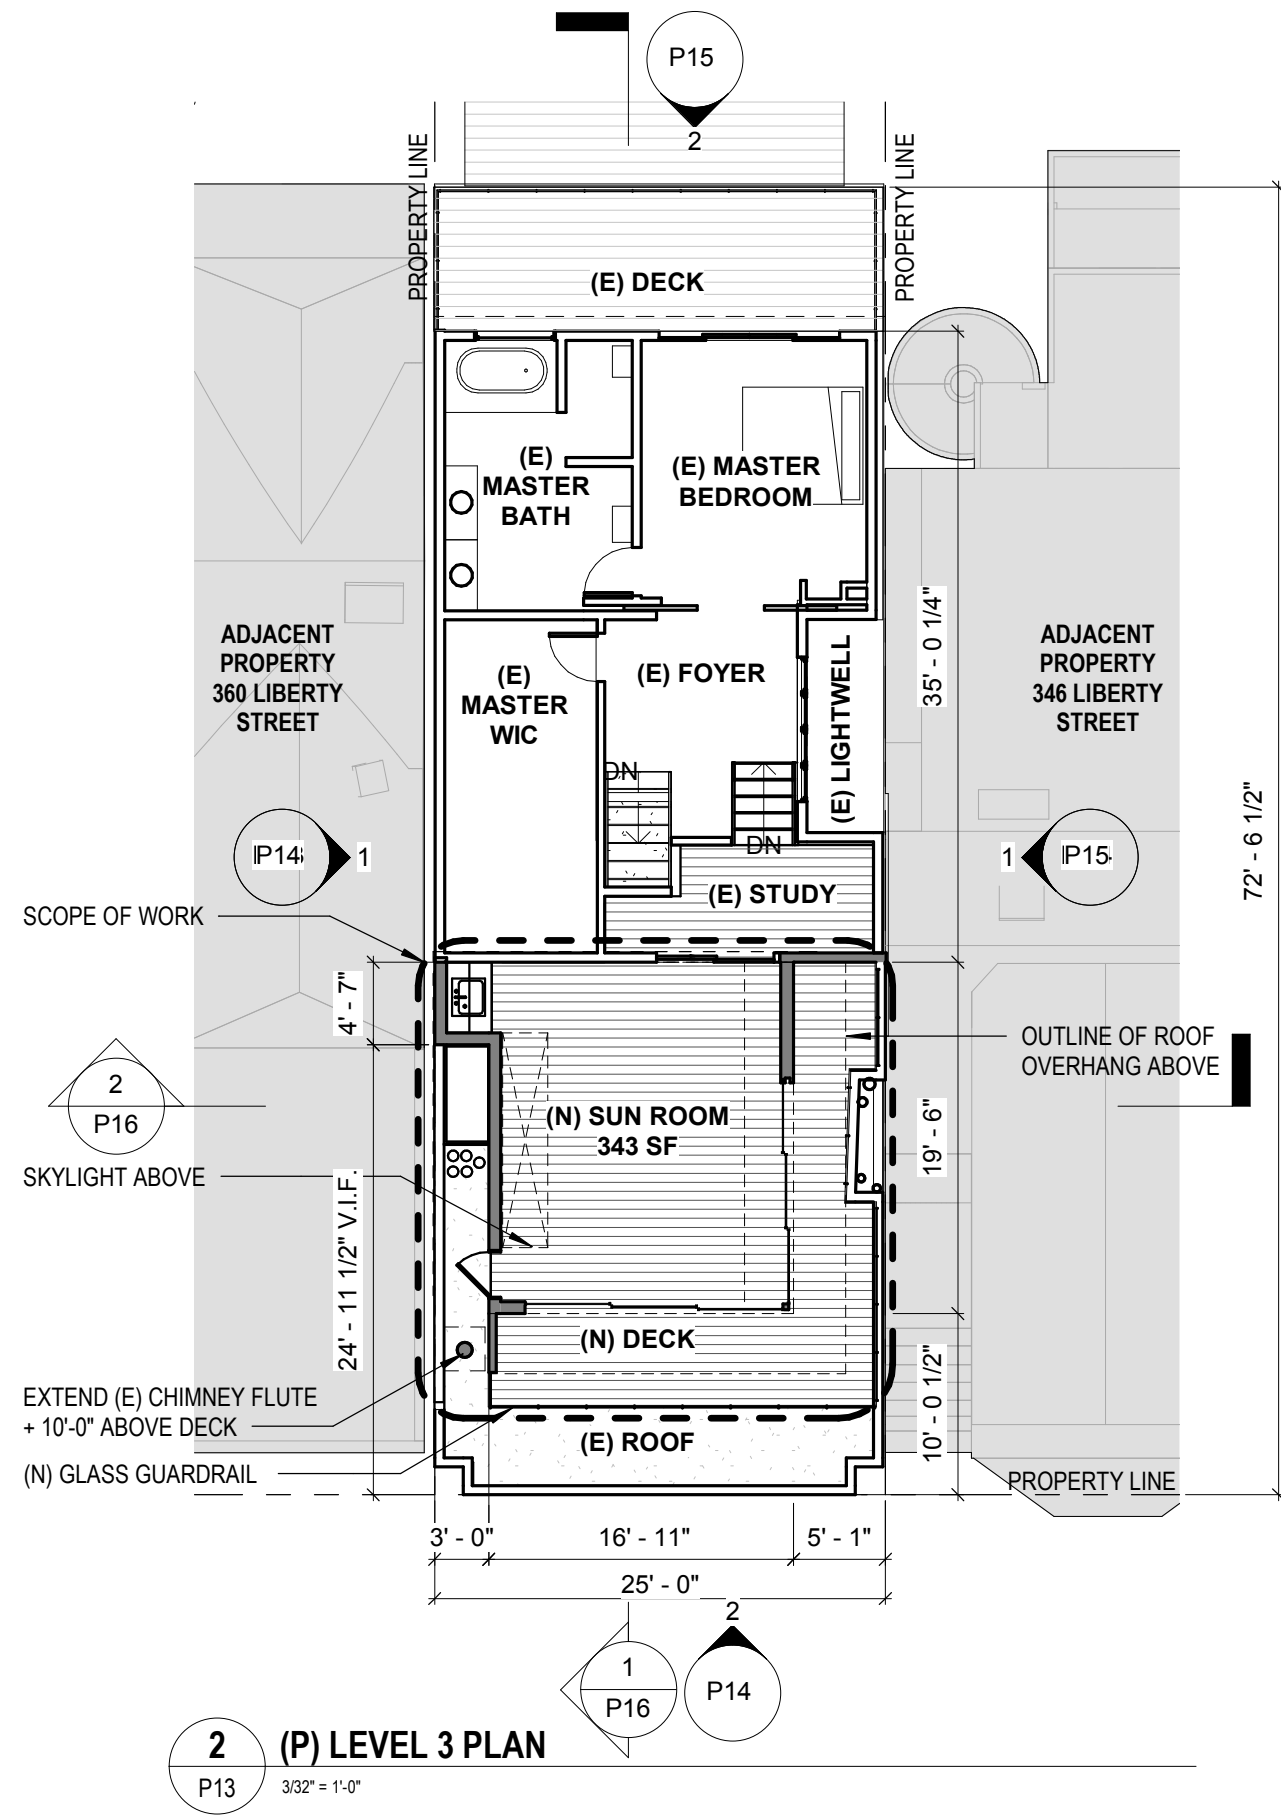 P15
2
PROPERTY LINE
PROPERTY LINE
(E) DECK
(E)
MASTER
BATH
(E) MASTER
BEDROOM
ADJACENT
PROPERTY
360 LIBERTY
STREET
(E)
MASTER
WIC
(E) FOYER
(E) LIGHTWELL
35' - 0 1/4"
ADJACENT
PROPERTY
346 LIBERTY
STREET
72' - 6 1/2"
DN
DN
P14
1
1
P15
(E) STUDY
SCOPE OF WORK
4' - 7"
OUTLINE OF ROOF
OVERHANG ABOVE
2
P16
(N) SUN ROOM
343 SF
19' - 6"
SKYLIGHT ABOVE
24' - 11 1/2" V.I.F.
(N) DECK
EXTEND (E) CHIMNEY FLUTE
+ 10'-0" ABOVE DECK
10' - 0 1/2"
(E) ROOF
(N) GLASS GUARDRAIL
PROPERTY LINE
3' - 0"
16' - 11"
5' - 1"
25' - 0"
2
1
P16
P14
2
P13
(P) LEVEL 3 PLAN
3/32" = 1'-0"